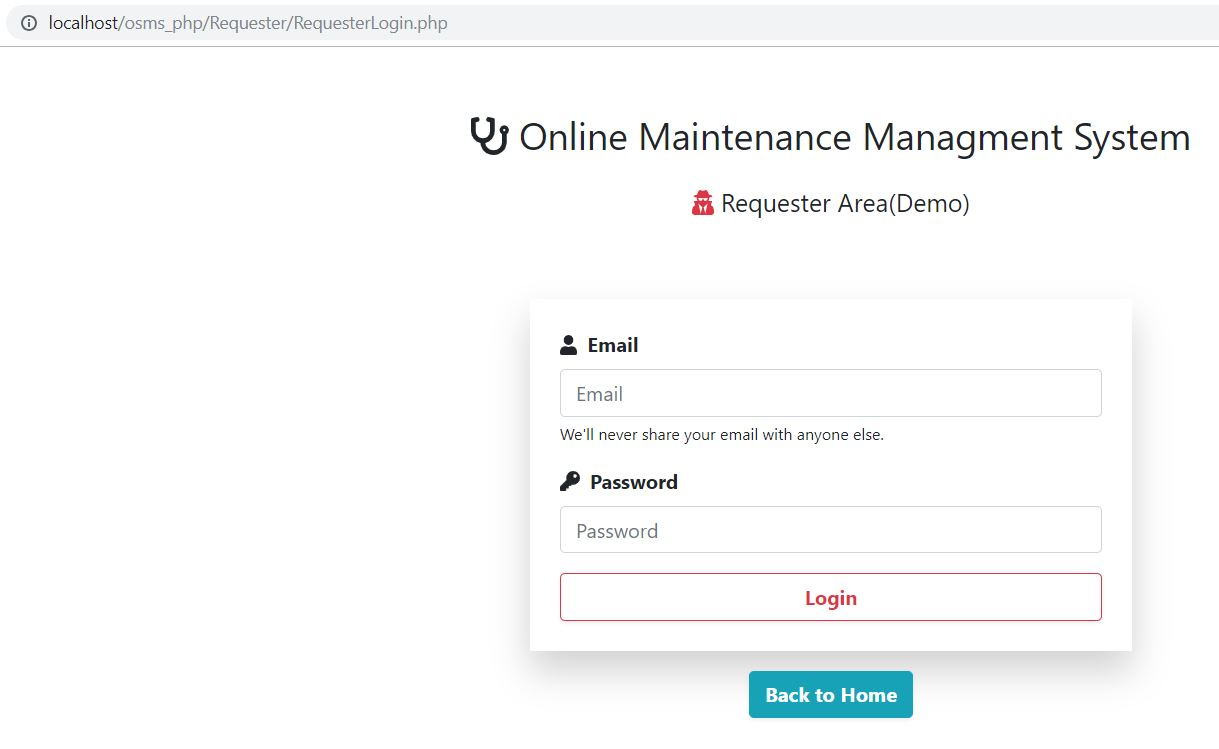 localhost/osms_php/Requester/RequesterLogin.php
Online Maintenance Managment System
Requester Area(Demo)
Email
Email
We'll never share your email with anyone else.
Password
Password
Login
Back to Home